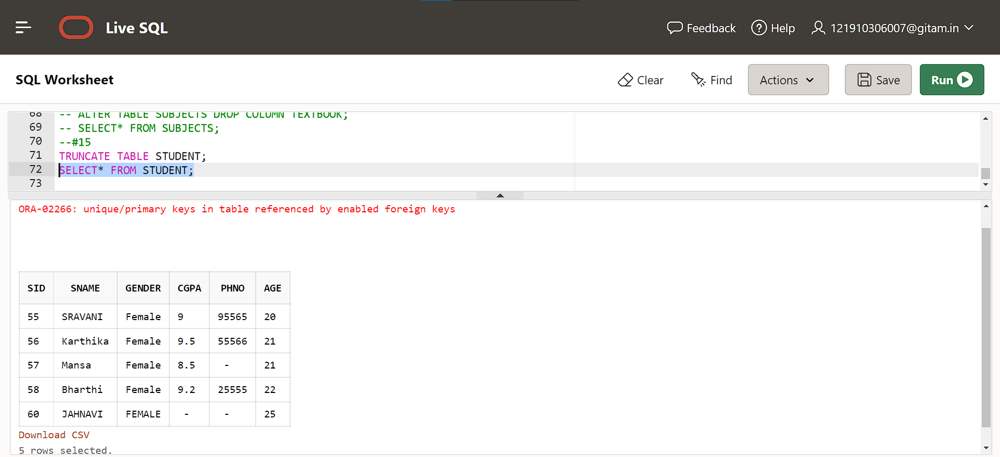 Live SQL
Feedback
Help
121910306007@gitam.in
SQL Worksheet
Clear
Find
Actions
Save
Run
68 -- ALTER TABLE SUBJECTS DROP COLUMN TEXTBOOK;
69 -- SELECT* FROM SUBJECTS;
70 --#15
71 TRUNCATE TABLE STUDENT;
72 SELECT* FROM STUDENT;
73
ORA-02266: unique/primary keys in table referenced by enabled foreign keys
SID SNAME GENDER CGPA PHNO AGE
55 SRAVANI Female 9 95565 20
56 Karthika Female 9.5 55566 21
57 Mansa Female 8.5 - 21
58 Bharthi Female 9.2 25555 22
60 JAHNAVI FEMALE - - 25
Download CSV
5 rows selected.